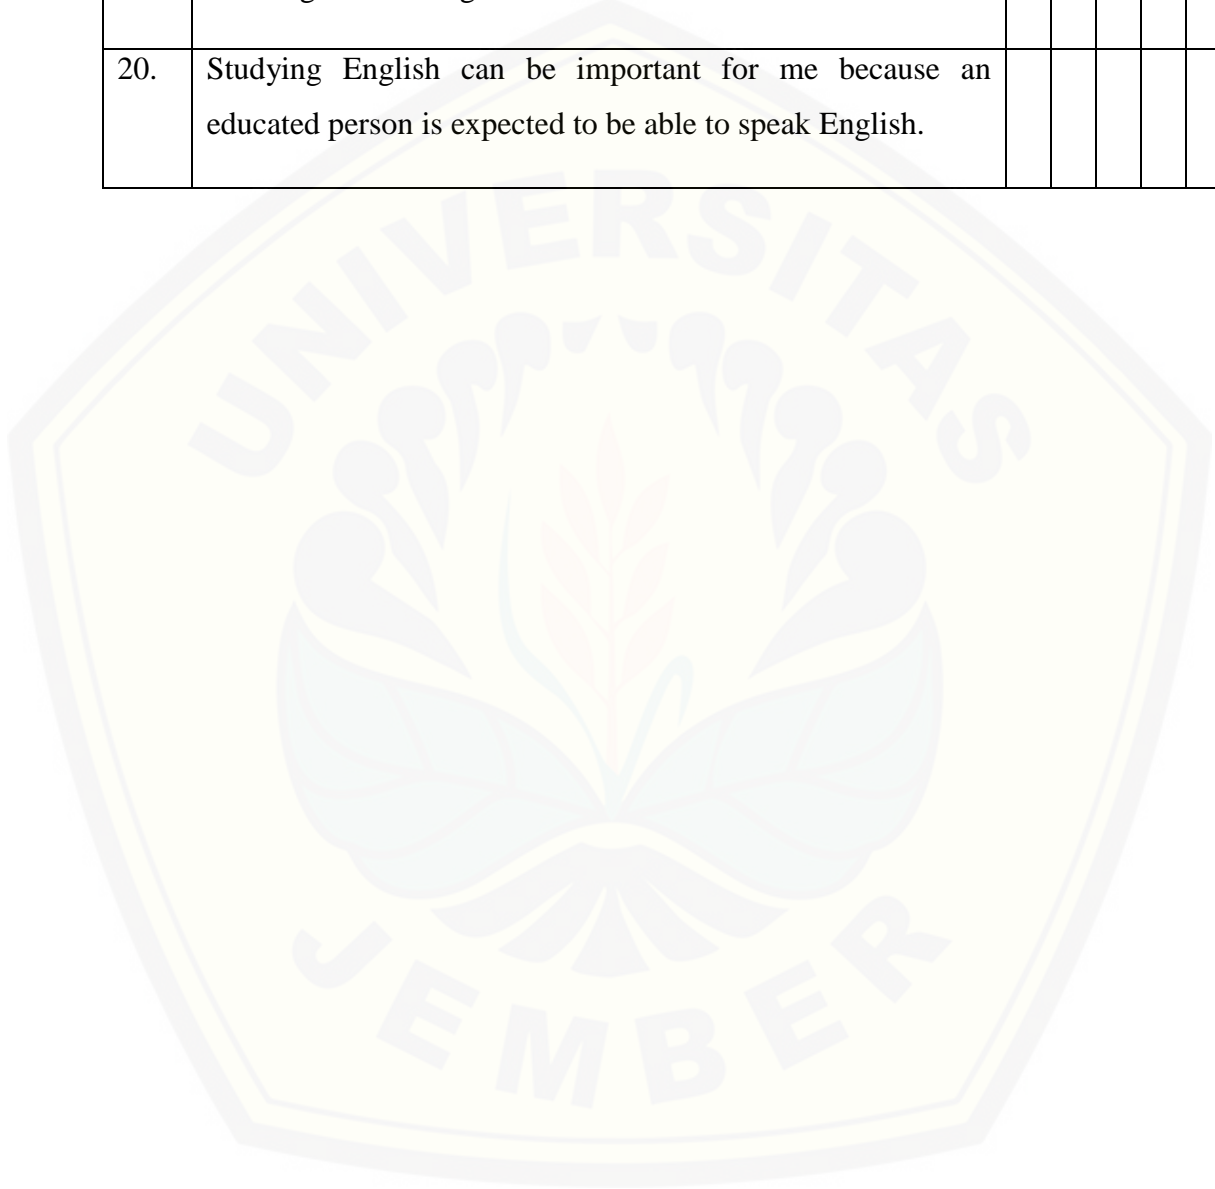 20. Studying English can be important for me because an
educated person is expected to be able to speak English.
UNIVERSITAS
JEMBER